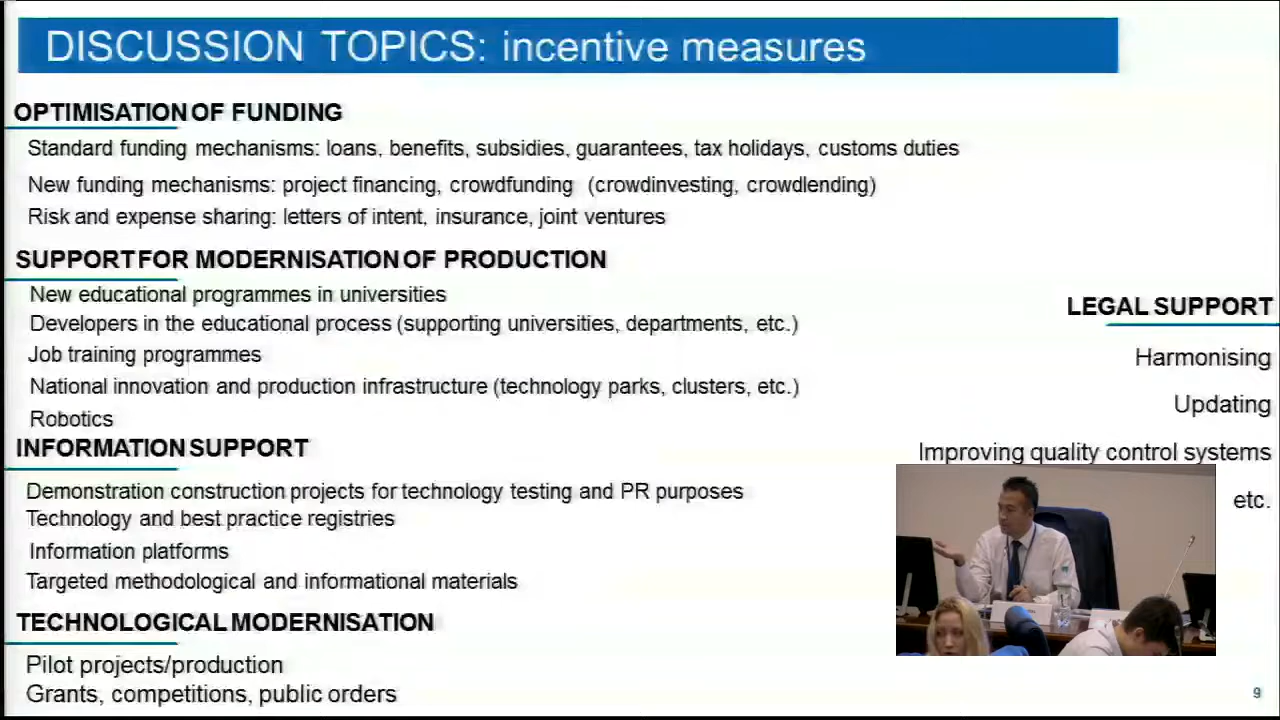 DISCUSSION TOPICS: incentive measures
OPTIMISATION OF FUNDING
Standard funding mechanisms: loans, benefits, subsidies, guarantees, tax holidays, customs duties
New funding mechanisms: project financing, crowdfunding (crowdinvesting, crowdlending)
Risk and expense sharing: letters of intent, insurance, joint ventures
SUPPORT FOR MODERNISATION OF PRODUCTION
New educational programmes in universities
Developers in the educational process (supporting universities, departments, etc.)
Job training programmes
National innovation and production infrastructure (technology parks, clusters, etc.)
Robotics
INFORMATION SUPPORT
Demonstration construction projects for technology testing and PR purposes
Technology and best practice registries
Information platforms
Targeted methodological and informational materials
TECHNOLOGICAL MODERNISATION
Pilot projects/production
Grants, competitions, public orders
LEGAL SUPPORT
Harmonising
Updating
Improving quality control systems
etc.
9